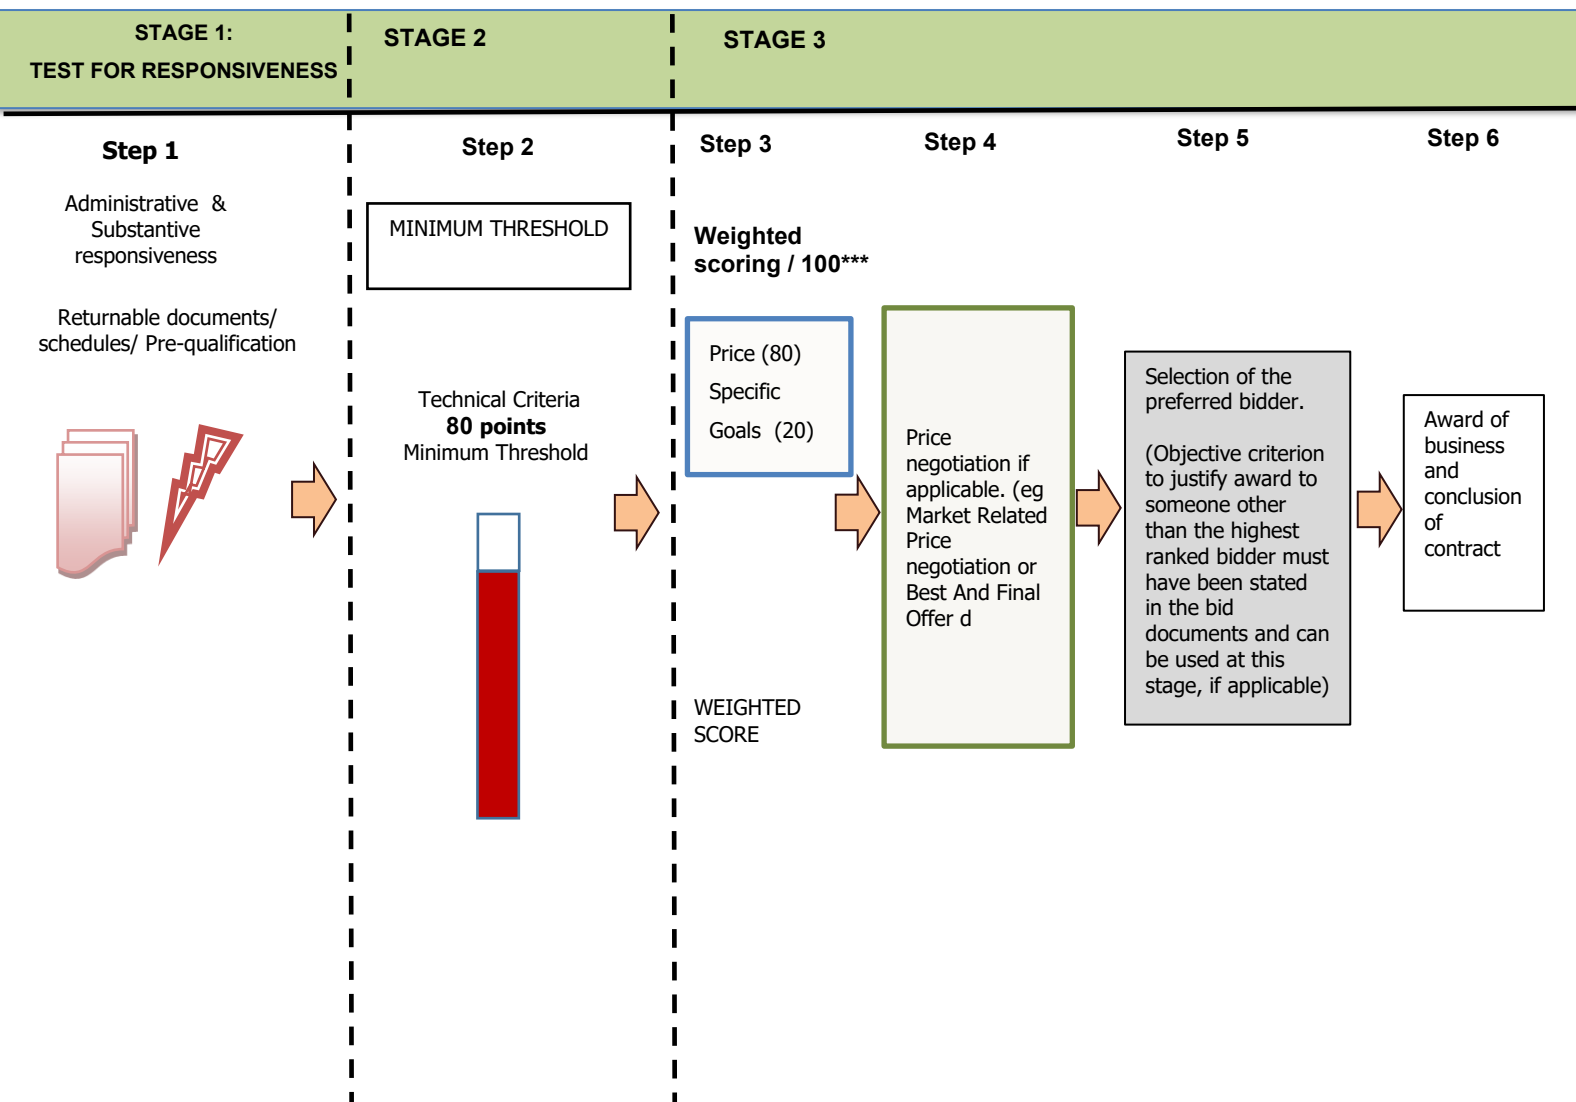 STAGE 1:
TEST FOR RESPONSIVENESS
STAGE 2
STAGE 3
Step 1
Administrative &
Substantive
responsiveness
Returnable documents/
schedules/ Pre-qualification
Step 2
MINIMUM THRESHOLD
Technical Criteria
80 points
Minimum Threshold
Step 3
Weighted
scoring / 100***
Price (80)
Specific
Goals (20)
WEIGHTED
SCORE
Step 4
Price
negotiation if
applicable. (eg
Market Related
Price
negotiation or
Best And Final
Offer d
Step 5
Selection of the
preferred bidder.
(Objective criterion
to justify award to
someone other
than the highest
ranked bidder must
have been stated
in the bid
documents and can
be used at this
stage, if applicable)
Step 6
Award of
business
and
conclusion
of
contract